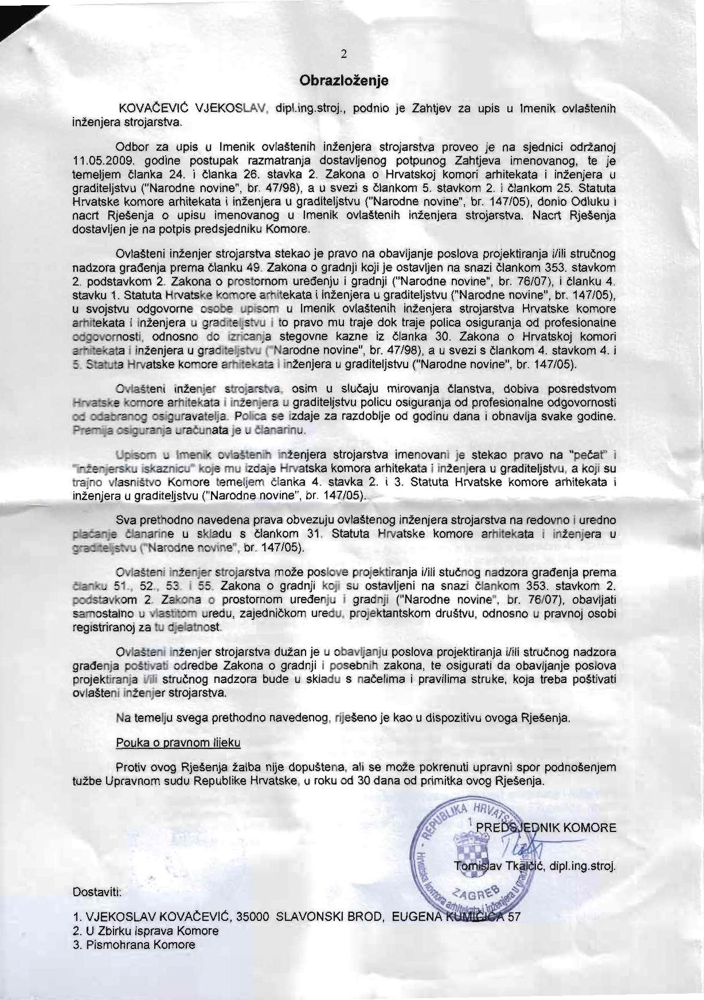 2
Obrazloženje
KOVAČEVIĆ VJEKOSLAV, dipl.ing.stroj., podnio je Zahtjev za upis u Imenik ovlaštenih
inženjera strojarstva.
Odbor za upis u Imenik ovlaštenih inženjera strojarstva proveo je na sjednici održanoj
11.05.2009. godine postupak razmatranja dostavljenog potpunog Zahtjeva imenovanog, te je
temeljem članka 24. i članka 26. stavka 2. Zakona o Hrvatskoj komori arhitekata i inženjera u
graditeljstvu ("Narodne novine", br. 47/98), a u svezi s člankom 5. stavkom 2. i člankom 25. Statuta
Hrvatske komore arhitekata i inženjera u graditeljstvu ("Narodne novine", br. 147/05), donio Odluku i
nacrt Rješenja o upisu imenovanog u Imenik ovlaštenih inženjera strojarstva. Nacrt Rješenja
dostavljen je na potpis predsjedniku Komore.
Ovlašteni inženjer strojarstva stekao je pravo na obavljanje poslova projektiranja i/ili stručnog
nadzora građenja prema članku 49. Zakona o gradnji koji je ostavljen na snazi člankom 353. stavkom
2. podstavkom 2. Zakona o prostornom uređenju i gradnji ("Narodne novine", br. 76/07), i članku 4.
stavku 1. Statuta Hrvatske komore arhitekata i inženjera u graditeljstvu ("Narodne novine", br. 147/05),
u svojstvu odgovorne osobe upisom u Imenik ovlaštenih inženjera strojarstva Hrvatske komore
arhitekata i inženjera u graditeljstvu i to pravo mu traje dok traje polica osiguranja od profesionalne
odgovornosti, odnosno do izricanja stegovne kazne iz članka 30. Zakona o Hrvatskoj komori
arhitekata i inženjera u graditeljstvu ("Narodne novine", br. 47/98), a u svezi s člankom 4. stavkom 4. i
5. Statuta Hrvatske komore arhitekata i inženjera u graditeljstvu ("Narodne novine", br. 147/05).
Ovlašteni inženjer strojarstva, osim u slučaju mirovanja članstva, dobiva posredstvom
Hrvatske komore arhitekata i inženjera u graditeljstvu policu osiguranja od profesionalne odgovornosti
od odabranog osiguravatelja. Polica se izdaje za razdoblje od godinu dana i obnavlja svake godine.
Premija osiguranja uračunata je u članarinu.
Upisom u Imenik ovlaštenih inženjera strojarstva imenovani je stekao pravo na "pečat" i
"inženjersku iskaznicu" koje mu izdaje Hrvatska komora arhitekata i inženjera u graditeljstvu, a koji su
trajno vlasništvo Komore temeljem članka 4. stavka 2. i 3. Statuta Hrvatske komore arhitekata i
inženjera u graditeljstvu ("Narodne novine", br. 147/05).
Sva prethodno navedena prava obvezuju ovlaštenog inženjera strojarstva na redovno i uredno
plaćanje članarine u skladu s člankom 31. Statuta Hrvatske komore arhitekata i inženjera u
graditeljstvu ("Narodne novine", br. 147/05).
Ovlašteni inženjer strojarstva može poslove projektiranja i/ili stučnog nadzora građenja prema
članku 51., 52., 53. i 55. Zakona o gradnji koji su ostavljeni na snazi člankom 353. stavkom 2.
podstavkom 2. Zakona o prostornom uređenju i gradnji ("Narodne novine", br. 76/07), obavljati
samostalno u vlastitom uredu, zajedničkom uredu, projektantskom društvu, odnosno u pravnoj osobi
registriranoj za tu djelatnost.
Ovlašteni inženjer strojarstva dužan je u obavljanju poslova projektiranja i/ili stručnog nadzora
građenja poštivati odredbe Zakona o gradnji i posebnih zakona, te osigurati da obavljanje poslova
projektiranja i/ili stručnog nadzora bude u skladu s načelima i pravilima struke, koja treba poštivati
ovlašteni inženjer strojarstva.
Na temelju svega prethodno navedenog, riješeno je kao u dispozitivu ovoga Rješenja.
Pouka o pravnom lijeku
Protiv ovog Rješenja žalba nije dopuštena, ali se može pokrenuti upravni spor podnošenjem
tužbe Upravnom sudu Republike Hrvatske, u roku od 30 dana od primitka ovog Rješenja.
REPUBLIKA HRVATSKA
Hrvatska komora arhitekata i inženjera u graditeljstvu
1
ZAGREB
PREDSJEDNIK KOMORE
Tomislav Tkalčić, dipl.ing.stroj.
Dostaviti:
1. VJEKOSLAV KOVAČEVIĆ, 35000 SLAVONSKI BROD, EUGENA KUMIČIĆA 57
2. U Zbirku isprava Komore
3. Pismohrana Komore